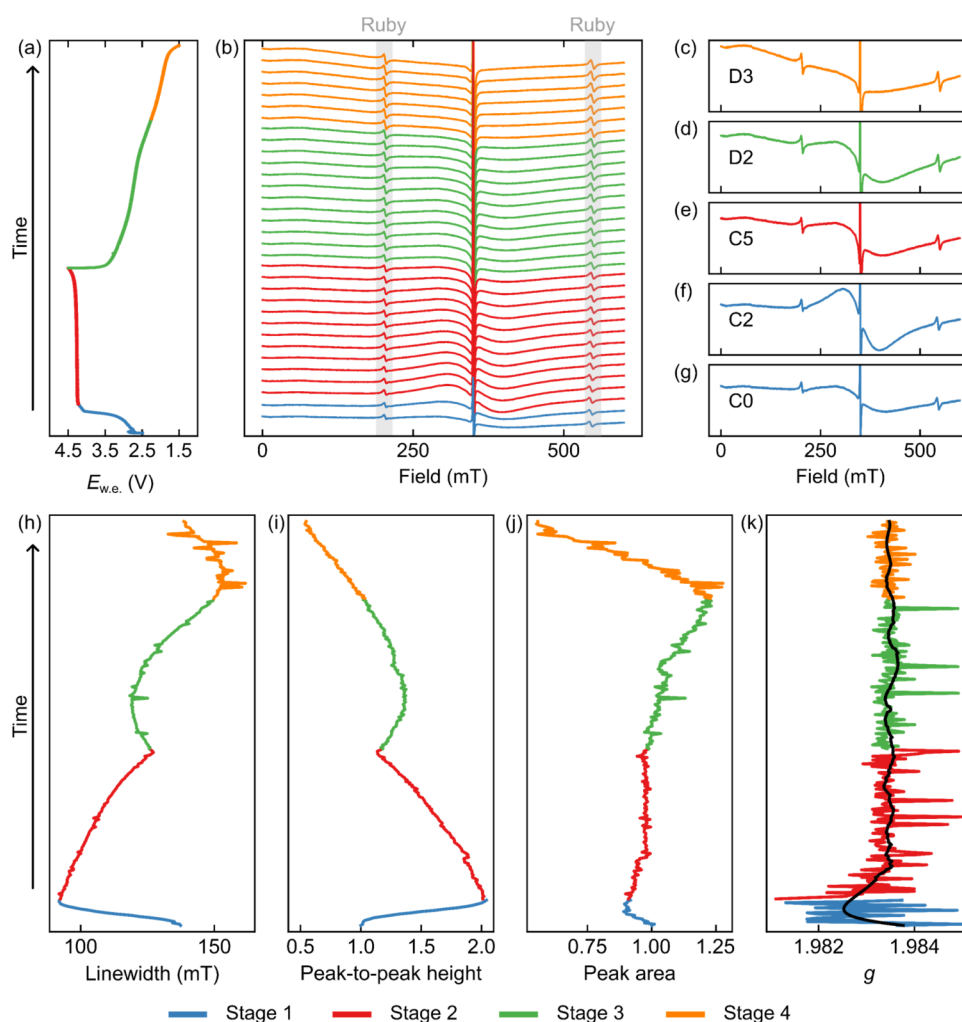 Ruby Ruby
(a) (b) (c)
D3
(d)
D2
Time
(e)
C5
(f)
C2
(g)
C0
4.5 3.5 2.5 1.5 0 250 500 0 250 500
E w.e. (V) Field (mT) Field (mT)
(h) (i) (j) (k)
Time
100 150 0.5 1.0 1.5 2.0 0.75 1.00 1.25 1.982 1.984
Linewidth (mT) Peak-to-peak height Peak area g
Stage 1 Stage 2 Stage 3 Stage 4